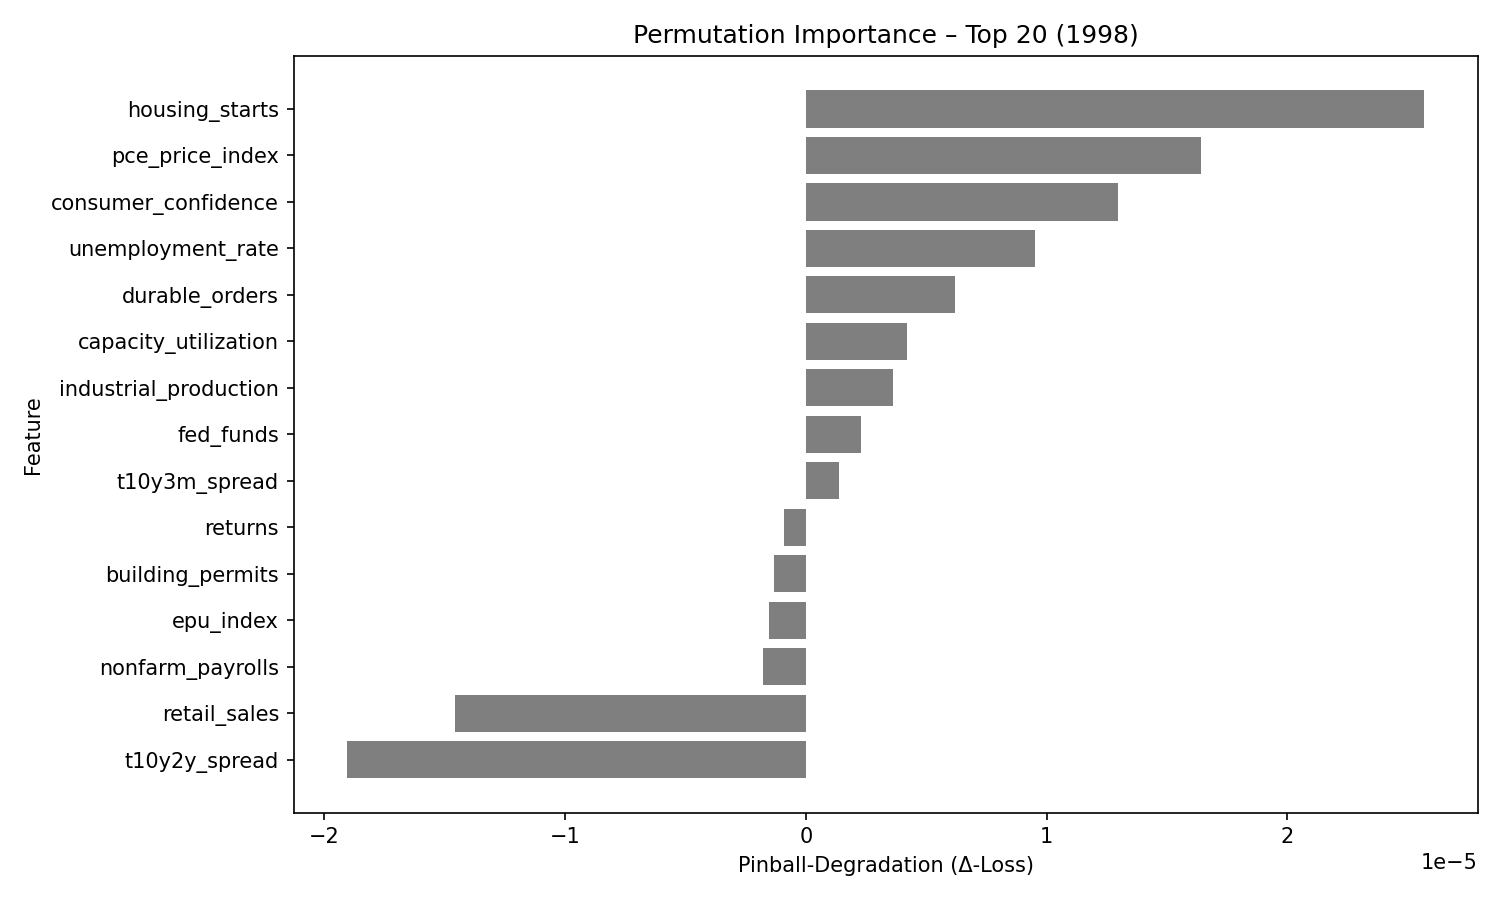 Permutation Importance – Top 20 (1998)
housing_starts
pce_price_index
consumer_confidence
unemployment_rate
durable_orders
capacity_utilization
industrial_production
fed_funds
t10y3m_spread
returns
building_permits
epu_index
nonfarm_payrolls
retail_sales
t10y2y_spread
Feature
−2 −1 0 1 2
1e−5
Pinball-Degradation (Δ-Loss)